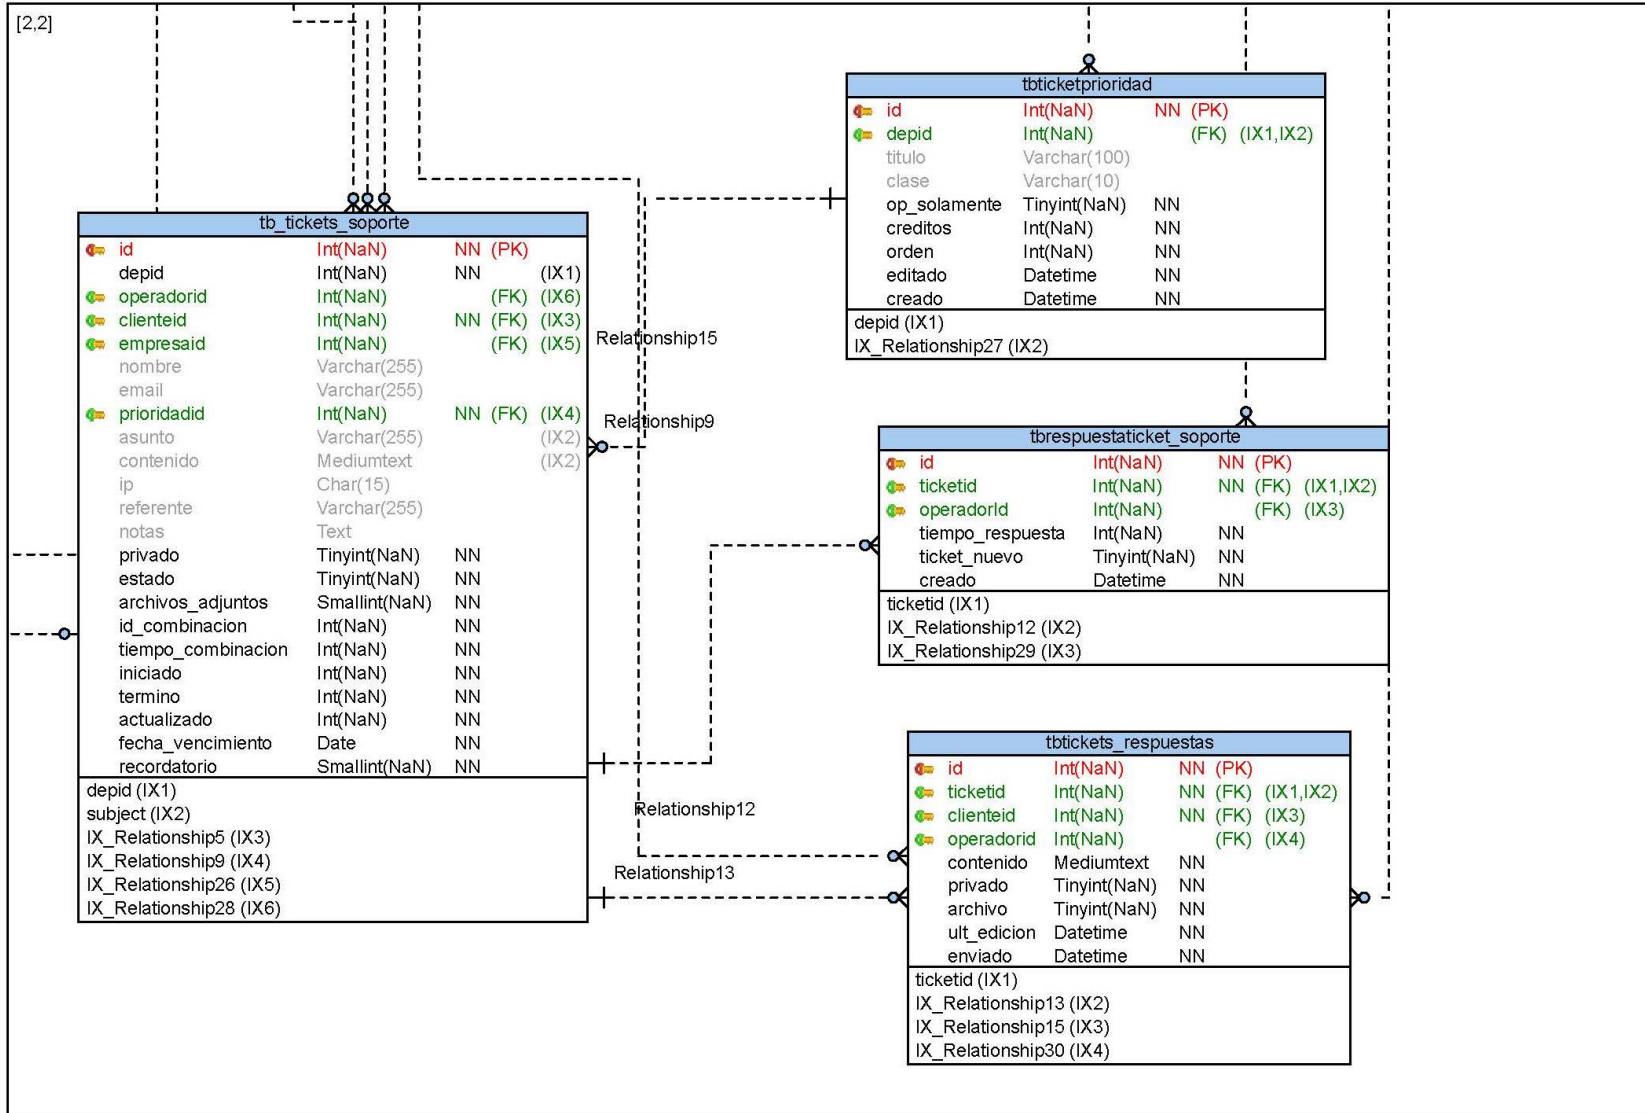 [2,2]
tbticketprioridad
id Int(NaN) NN (PK)
depid Int(NaN) (FK) (IX1,IX2)
titulo Varchar(100)
clase Varchar(10)
op_solamente Tinyint(NaN) NN
creditos Int(NaN) NN
orden Int(NaN) NN
editado Datetime NN
creado Datetime NN
depid (IX1)
IX_Relationship27 (IX2)
tb_tickets_soporte
id Int(NaN) NN (PK)
depid Int(NaN) NN (IX1)
operadorid Int(NaN) (FK) (IX6)
clienteid Int(NaN) NN (FK) (IX3)
empresaid Int(NaN) (FK) (IX5)
nombre Varchar(255)
email Varchar(255)
prioridadid Int(NaN) NN (FK) (IX4)
asunto Varchar(255) (IX2)
contenido Mediumtext (IX2)
ip Char(15)
referente Varchar(255)
notas Text
privado Tinyint(NaN) NN
estado Tinyint(NaN) NN
archivos_adjuntos Smallint(NaN) NN
id_combinacion Int(NaN) NN
tiempo_combinacion Int(NaN) NN
iniciado Int(NaN) NN
termino Int(NaN) NN
actualizado Int(NaN) NN
fecha_vencimiento Date NN
recordatorio Smallint(NaN) NN
depid (IX1)
subject (IX2)
IX_Relationship5 (IX3)
IX_Relationship9 (IX4)
IX_Relationship26 (IX5)
IX_Relationship28 (IX6)
Relationship15
Relationship9
Relationship12
Relationship13
tbrespuestaticket_soporte
id Int(NaN) NN (PK)
ticketid Int(NaN) NN (FK) (IX1,IX2)
operadorId Int(NaN) (FK) (IX3)
tiempo_respuesta Int(NaN) NN
ticket_nuevo Tinyint(NaN) NN
creado Datetime NN
ticketid (IX1)
IX_Relationship12 (IX2)
IX_Relationship29 (IX3)
tbtickets_respuestas
id Int(NaN) NN (PK)
ticketid Int(NaN) NN (FK) (IX1,IX2)
clienteid Int(NaN) NN (FK) (IX3)
operadorid Int(NaN) (FK) (IX4)
contenido Mediumtext NN
privado Tinyint(NaN) NN
archivo Tinyint(NaN) NN
ult_edicion Datetime NN
enviado Datetime NN
ticketid (IX1)
IX_Relationship13 (IX2)
IX_Relationship15 (IX3)
IX_Relationship30 (IX4)